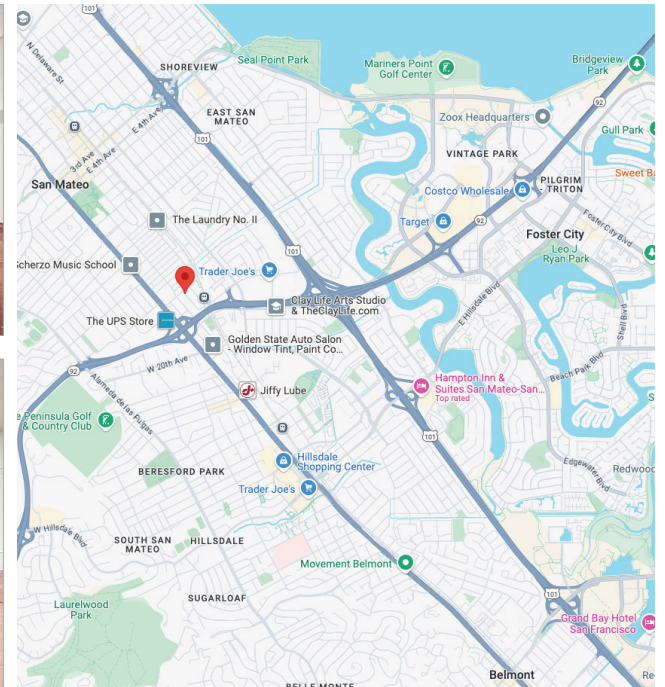 SHOREVIEW
Seal Point Park
Mariners Point
Golf Center
Bridgeview
Park
N Delaware St
E 4th Ave
101
EAST SAN
MATEO
92
Zoox Headquarters
Gull Park
3rd Ave
E 4th Ave
101
VINTAGE PARK
San Mateo
Costco Wholesale
PILGRIM
- TRITON
Sweet Ba
The Laundry No. II
Target
92
Foster City
Foster City Blvd
Leo J
Ryan Park
Scherzo Music School
Trader Joe's
101
E Hillsdale Blvd
Shell Blvd
Clay Life Arts Studio
& TheClayLife.com
The UPS Store
Golden State Auto Salon
- Window Tint, Paint Co...
W 20th Ave
92
Alameda de las Pulgas
Jiffy Lube
Hampton Inn &
Suites San Mateo-San...
Top rated
Beach Park Blvd
S
e Peninsula Golf
& Country Club
101
Hillsdale
Shopping Center
Edgewater Blvd
Redwood
BERESFORD PARK
Trader Joe's
W Hillsdale Blvd
SOUTH SAN
MATEO
HILLSDALE
Movement Belmont
SUGARLOAF
101
Laurelwood
Park
Grand Bay Hotel
San Francisco
Belmont
Re
BELLE MONTE